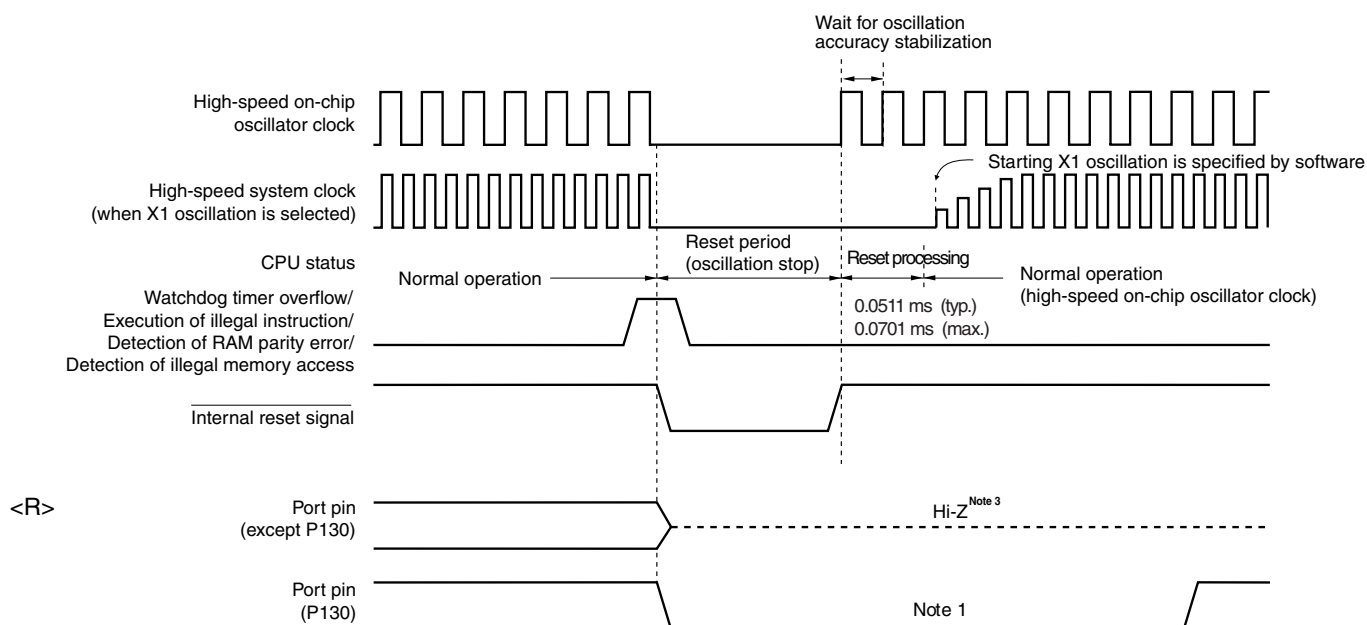 Wait for oscillation
accuracy stabilization
High-speed on-chip
oscillator clock
Starting X1 oscillation is specified by software
High-speed system clock
(when X1 oscillation is selected)
CPU status
Normal operation
Reset period
(oscillation stop)
Reset processing
Normal operation
(high-speed on-chip oscillator clock)
0.0511 ms (typ.)
0.0701 ms (max.)
Watchdog timer overflow/
Execution of illegal instruction/
Detection of RAM parity error/
Detection of illegal memory access
Internal reset signal
<R>
Port pin
(except P130)
Hi-Z Note 3
Port pin
(P130)
Note 1